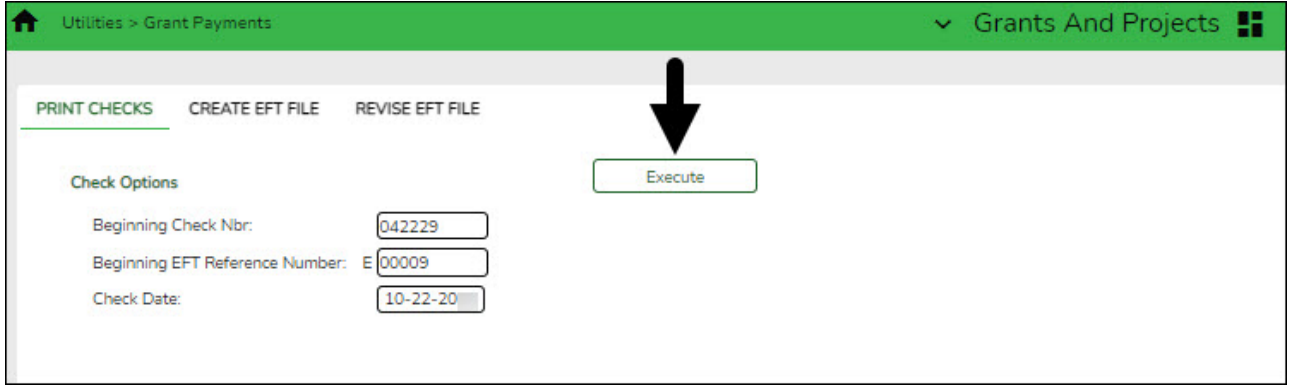 Utilities > Grant Payments
Grants And Projects
PRINT CHECKS CREATE EFT FILE REVISE EFT FILE
Execute
Check Options
Beginning Check Nbr: 042229
Beginning EFT Reference Number: E 00009
Check Date: 10-22-20